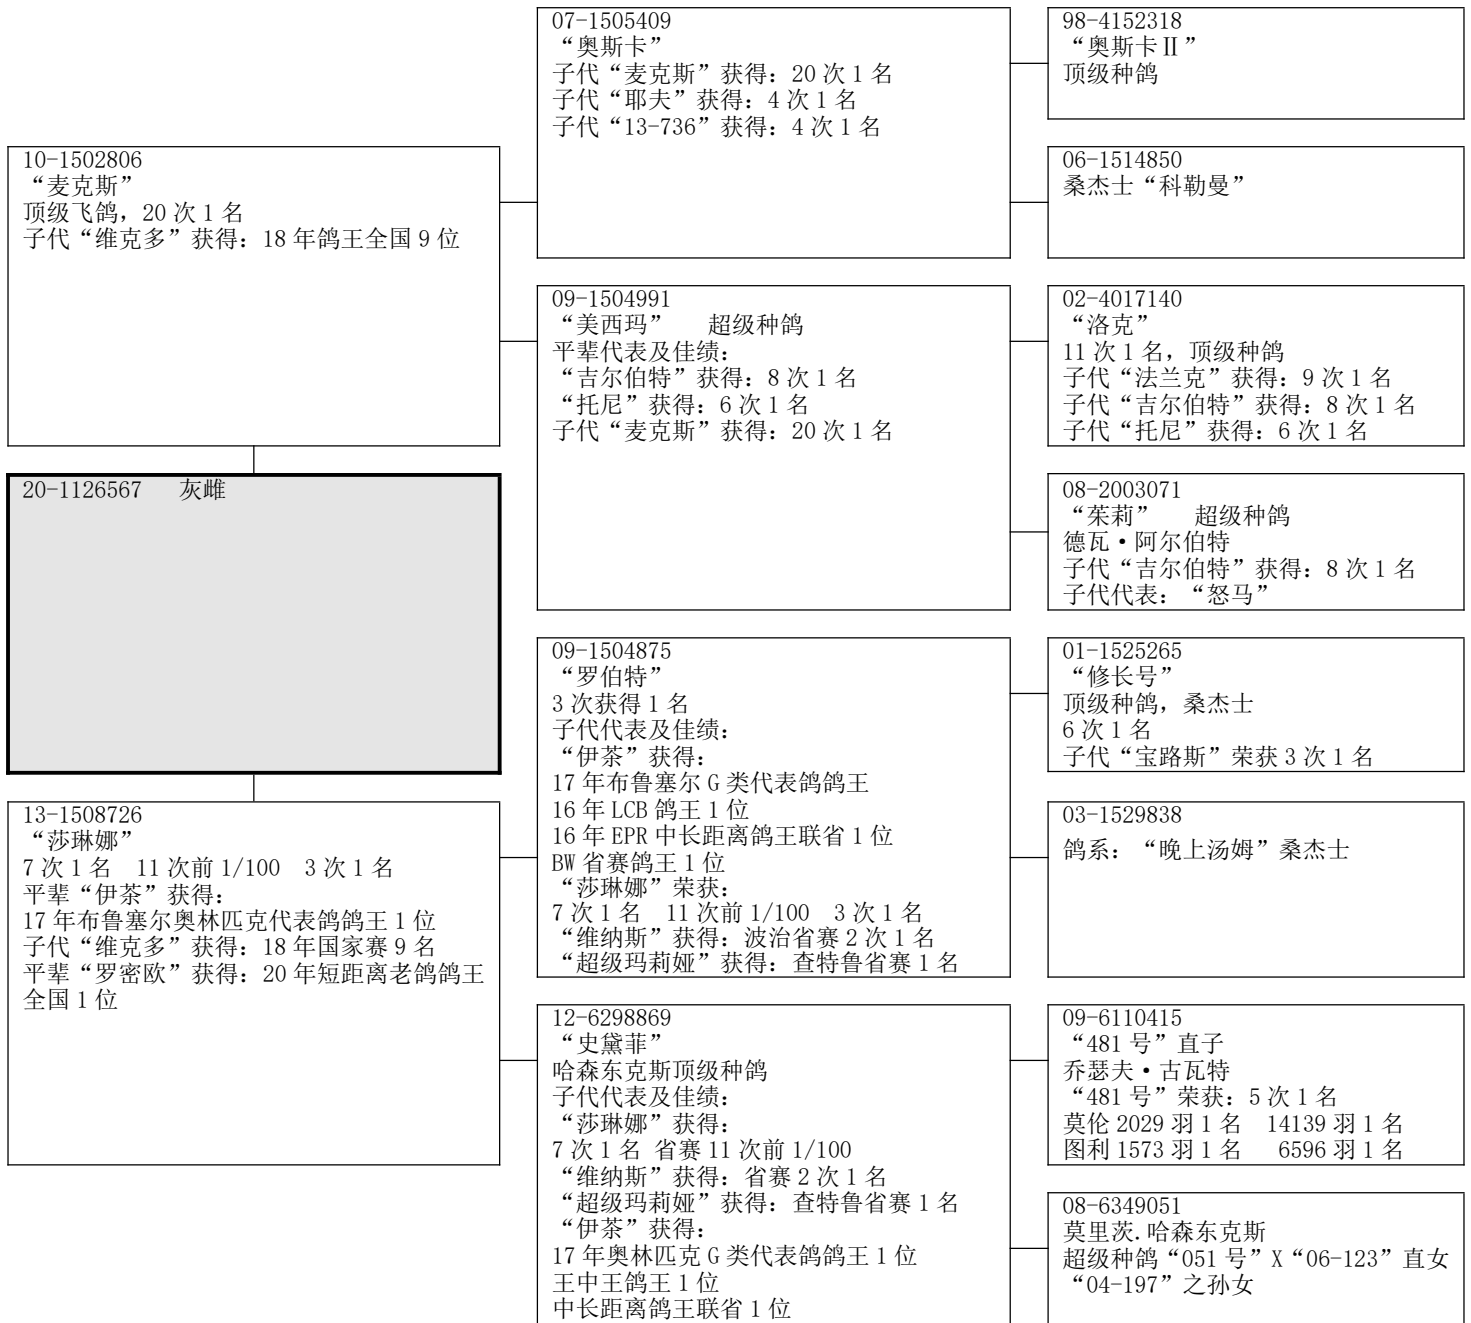 10-1502806
“麦克斯”
顶级飞鸽，20 次 1 名
子代“维克多”获得：18 年鸽王全国 9 位
20-1126567 灰雌
13-1508726
“莎琳娜”
7 次 1 名 11 次前 1/100 3 次 1 名
平辈“伊茶”获得：
17 年布鲁塞尔奥林匹克代表鸽鸽王 1 位
子代“维克多”获得：18 年国家赛 9 名
平辈“罗密欧”获得：20 年短距离老鸽鸽王
全国 1 位
07-1505409
“奥斯卡”
子代“麦克斯”获得：20 次 1 名
子代“耶夫”获得：4 次 1 名
子代“13-736”获得：4 次 1 名
09-1504991
“美西玛” 超级种鸽
平辈代表及佳绩：
“吉尔伯特”获得：8 次 1 名
“托尼”获得：6 次 1 名
子代“麦克斯”获得：20 次 1 名
09-1504875
“罗伯特”
3 次获得 1 名
子代代表及佳绩：
“伊茶”获得：
17 年布鲁塞尔 G 类代表鸽鸽王
16 年 LCB 鸽王 1 位
16 年 EPR 中长距离鸽王联省 1 位
BW 省赛鸽王 1 位
“莎琳娜”荣获：
7 次 1 名 11 次前 1/100 3 次 1 名
“维纳斯”获得：波治省赛 2 次 1 名
“超级玛莉娅”获得：查特鲁省赛 1 名
12-6298869
“史黛菲”
哈森东克斯顶级种鸽
子代代表及佳绩：
“莎琳娜”获得：
7 次 1 名 省赛 11 次前 1/100
“维纳斯”获得：省赛 2 次 1 名
“超级玛莉娅”获得：查特鲁省赛 1 名
“伊茶”获得：
17 年奥林匹克 G 类代表鸽鸽王 1 位
王中王鸽王 1 位
中长距离鸽王联省 1 位
98-4152318
“奥斯卡Ⅱ”
顶级种鸽
06-1514850
桑杰士“科勒曼”
02-4017140
“洛克”
11 次 1 名，顶级种鸽
子代“法兰克”获得：9 次 1 名
子代“吉尔伯特”获得：8 次 1 名
子代“托尼”获得：6 次 1 名
08-2003071
“茱莉” 超级种鸽
德瓦·阿尔伯特
子代“吉尔伯特”获得：8 次 1 名
子代代表：“怒马”
01-1525265
“修长号”
顶级种鸽，桑杰士
6 次 1 名
子代“宝路斯”荣获 3 次 1 名
03-1529838
鸽系：“晚上汤姆”桑杰士
09-6110415
“481 号”直子
乔瑟夫·古瓦特
“481 号”荣获：5 次 1 名
莫伦 2029 羽 1 名 14139 羽 1 名
图利 1573 羽 1 名 6596 羽 1 名
08-6349051
莫里茨.哈森东克斯
超级种鸽“051 号”X“06-123”直女
“04-197”之孙女